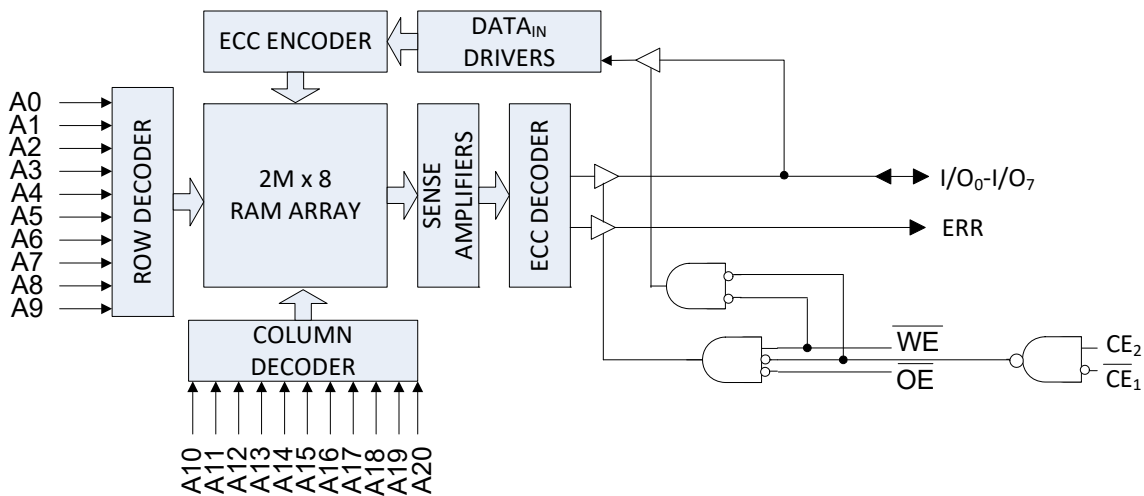 ECC ENCODER
DATAIN
DRIVERS
A0
A1
A2
A3
A4
A5
A6
A7
A8
A9
ROW DECODER
2M x 8
RAM ARRAY
SENSE
AMPLIFIERS
ECC DECODER
I/O0-I/O7
ERR
COLUMN
DECODER
WE
OE
CE2
CE1
A10
A11
A12
A13
A14
A15
A16
A17
A18
A19
A20